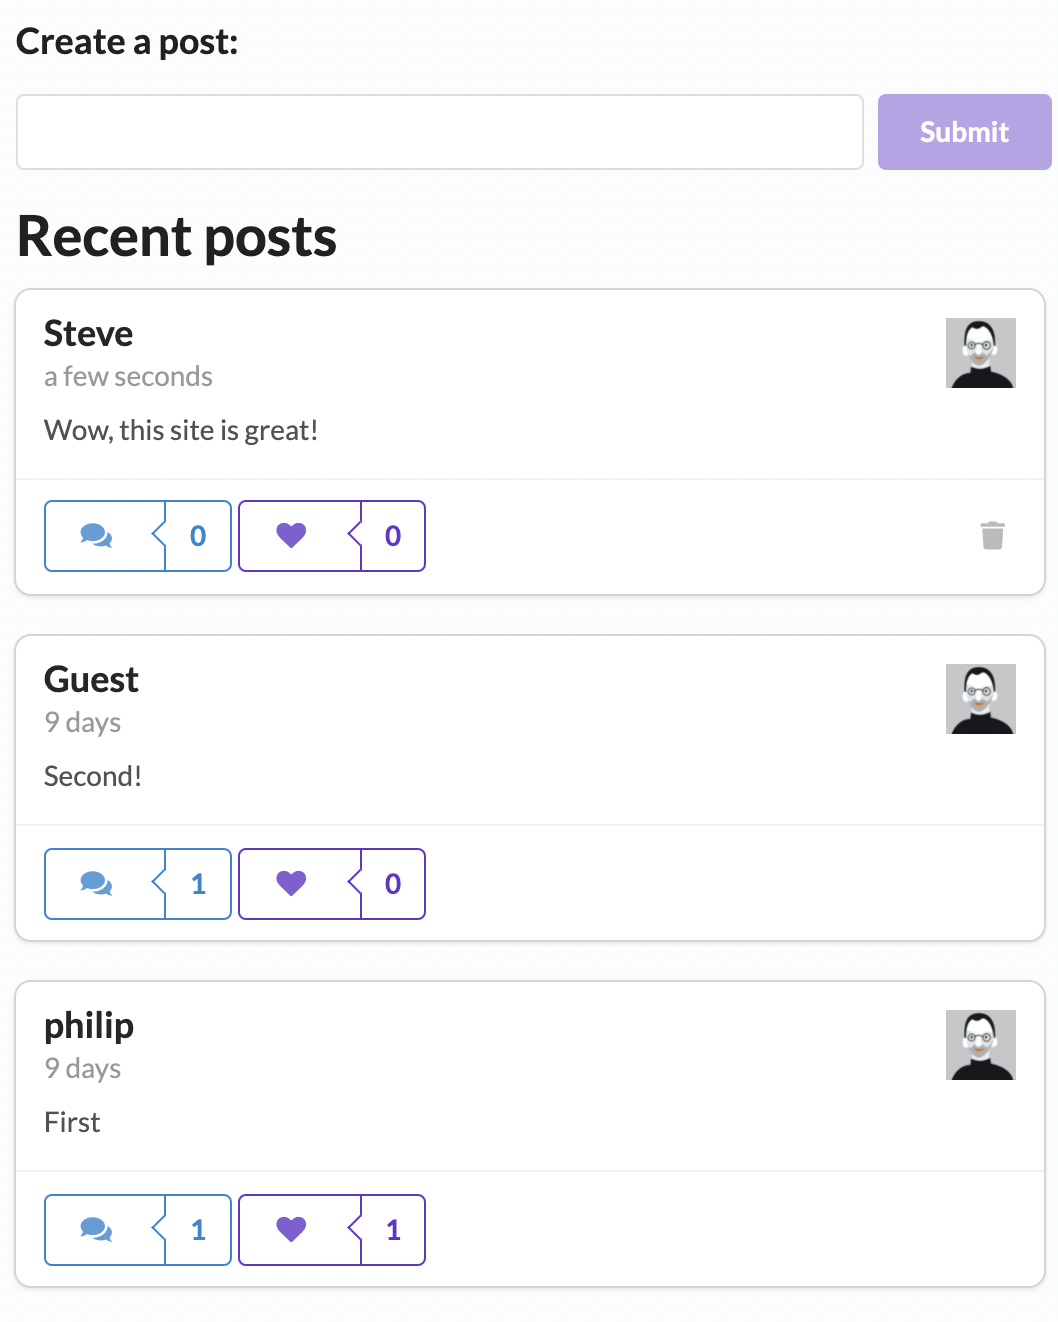 Create a post:
Submit
Recent posts
Steve
a few seconds
Wow, this site is great!
0 0
Guest
9 days
Second!
1 0
philip
9 days
First
1 1